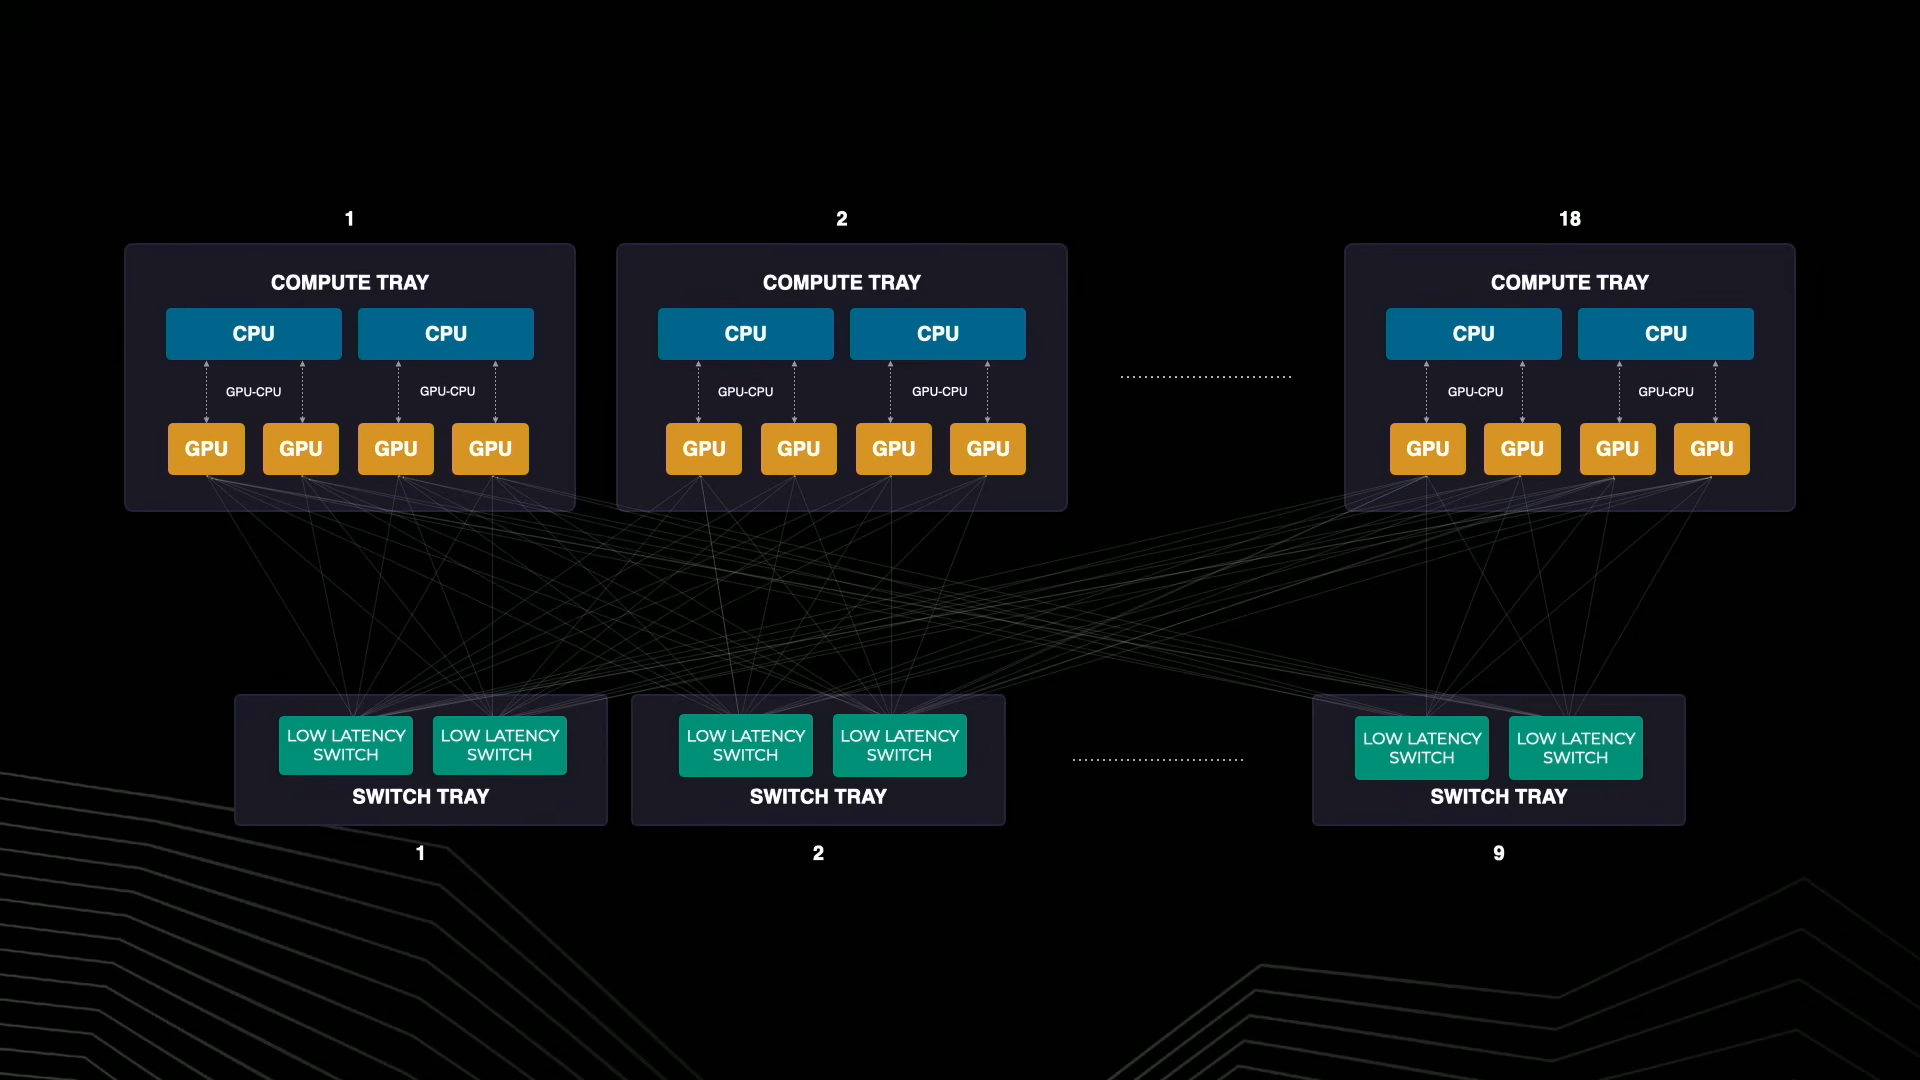 1
2
18
COMPUTE TRAY
COMPUTE TRAY
COMPUTE TRAY
CPU
CPU
CPU
CPU
CPU
CPU
GPU-CPU
GPU-CPU
GPU-CPU
GPU-CPU
GPU-CPU
GPU-CPU
GPU
GPU
GPU
GPU
GPU
GPU
GPU
GPU
GPU
GPU
GPU
GPU
LOW LATENCY
SWITCH
LOW LATENCY
SWITCH
LOW LATENCY
SWITCH
LOW LATENCY
SWITCH
LOW LATENCY
SWITCH
LOW LATENCY
SWITCH
SWITCH TRAY
SWITCH TRAY
SWITCH TRAY
1
2
9